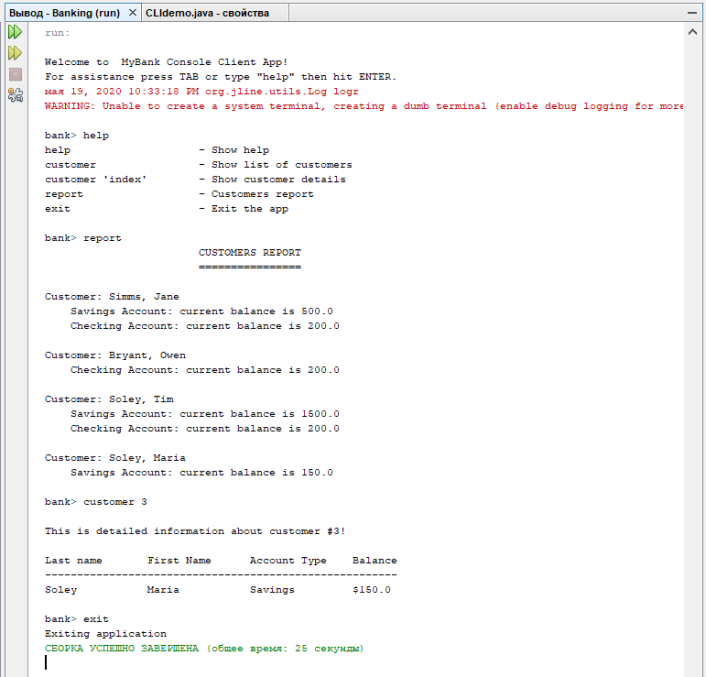 Вывод - Banking (run) × CLIdemo.java - свойства
run:
Welcome to  MyBank Console Client App!
For assistance press TAB or type "help" then hit ENTER.
мая 19, 2020 10:33:18 PM org.jline.utils.Log logr
WARNING: Unable to create a system terminal, creating a dumb terminal (enable debug logging for more
bank> help
help                    - Show help
customer                - Show list of customers
customer 'index'        - Show customer details
report                  - Customers report
exit                    - Exit the app
bank> report
CUSTOMERS REPORT
================
Customer: Simms, Jane
Savings Account: current balance is 500.0
Checking Account: current balance is 200.0
Customer: Bryant, Owen
Checking Account: current balance is 200.0
Customer: Soley, Tim
Savings Account: current balance is 1500.0
Checking Account: current balance is 200.0
Customer: Soley, Maria
Savings Account: current balance is 150.0
bank> customer 3
This is detailed information about customer #3!
Last name       First Name      Account Type    Balance
-------------------------------------------------------
Soley           Maria           Savings         $150.0
bank> exit
Exiting application
СБОРКА УСПЕШНО ЗАВЕРШЕНА (общее время: 25 секунды)